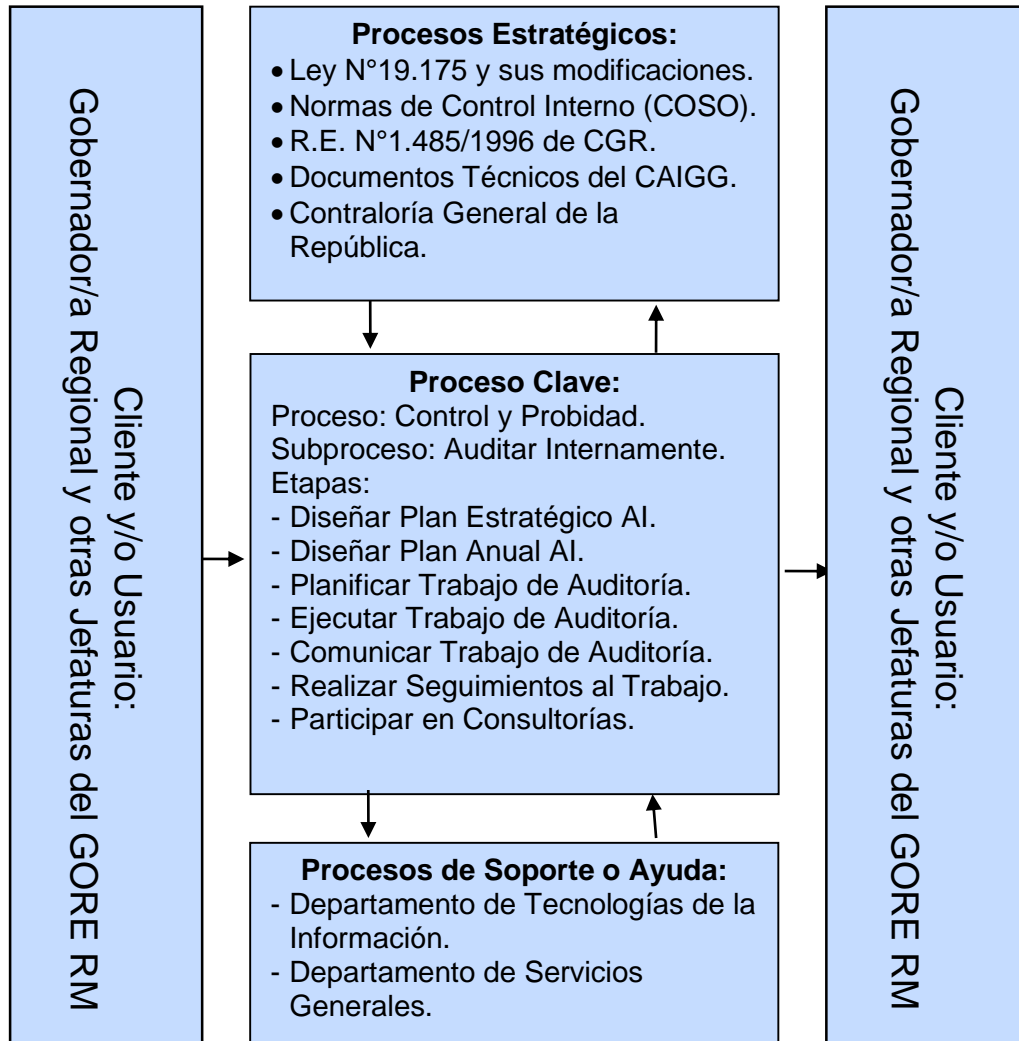 Cliente y/o Usuario:
Gobernador/a Regional y otras Jefaturas del GORE RM
Procesos Estratégicos:
• Ley N°19.175 y sus modificaciones.
• Normas de Control Interno (COSO).
• R.E. N°1.485/1996 de CGR.
• Documentos Técnicos del CAIGG.
• Contraloría General de la
República.
Proceso Clave:
Proceso: Control y Probidad.
Subproceso: Auditar Internamente.
Etapas:
- Diseñar Plan Estratégico AI.
- Diseñar Plan Anual AI.
- Planificar Trabajo de Auditoría.
- Ejecutar Trabajo de Auditoría.
- Comunicar Trabajo de Auditoría.
- Realizar Seguimientos al Trabajo.
- Participar en Consultorías.
Procesos de Soporte o Ayuda:
- Departamento de Tecnologías de la
Información.
- Departamento de Servicios
Generales.
Cliente y/o Usuario:
Gobernador/a Regional y otras Jefaturas del GORE RM